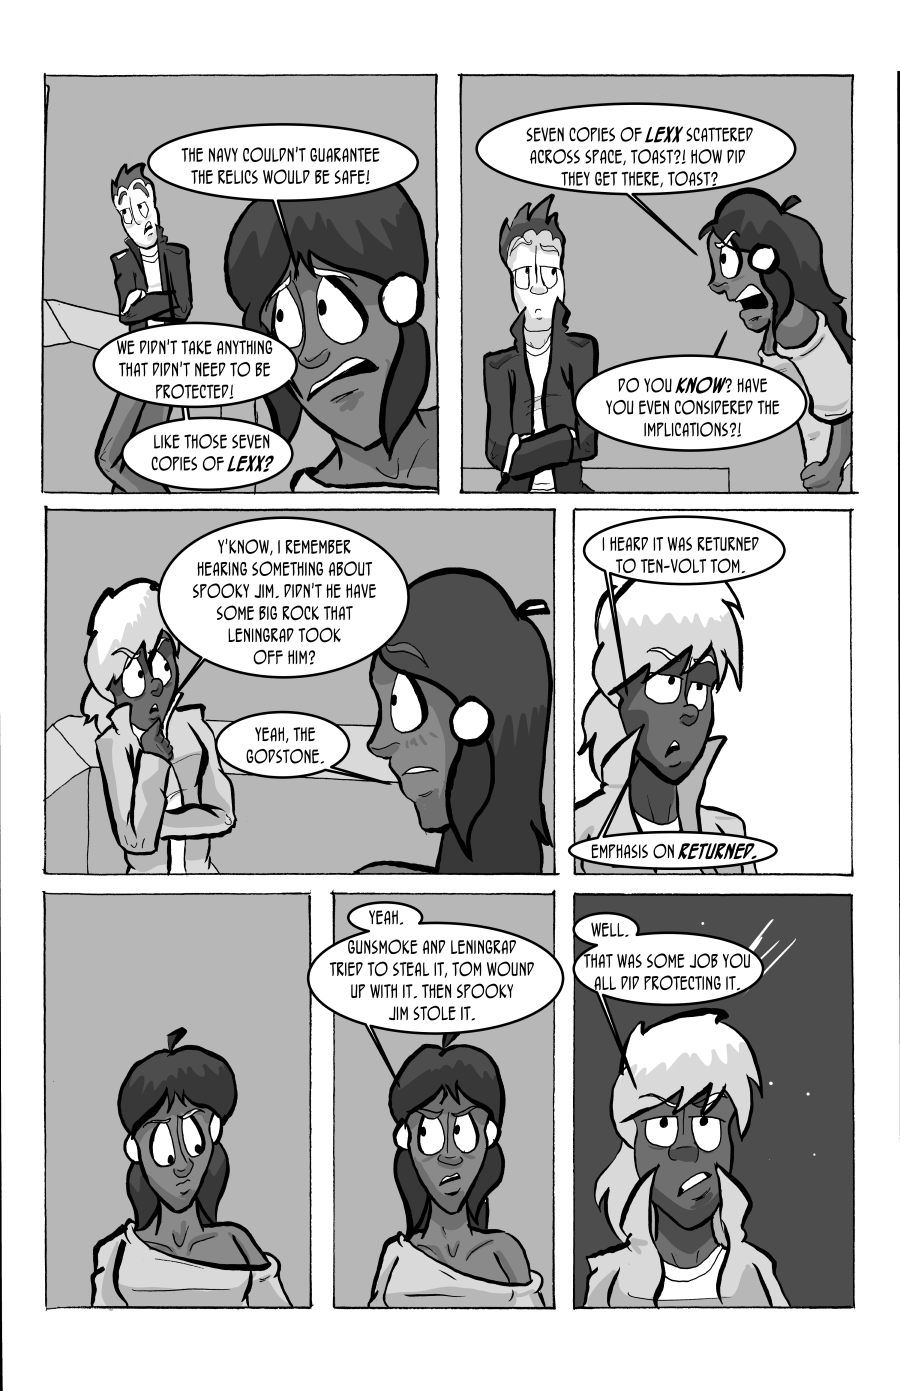 THE NAVY COULDN'T GUARANTEE
THE RELICS WOULD BE SAFE!
WE DIDN'T TAKE ANYTHING
THAT DIDN'T NEED TO BE
PROTECTED!
LIKE THOSE SEVEN
COPIES OF LEXX?
SEVEN COPIES OF LEXX SCATTERED
ACROSS SPACE, TOAST?! HOW DID
THEY GET THERE, TOAST?
DO YOU KNOW? HAVE
YOU EVEN CONSIDERED THE
IMPLICATIONS?!
Y'KNOW, I REMEMBER
HEARING SOMETHING ABOUT
SPOOKY JIM. DIDN'T HE HAVE
SOME BIG ROCK THAT
LENINGRAD TOOK
OFF HIM?
YEAH, THE
GODSTONE.
I HEARD IT WAS RETURNED
TO TEN-VOLT TOM.
EMPHASIS ON RETURNED.
YEAH.
GUNSMOKE AND LENINGRAD
TRIED TO STEAL IT, TOM WOUND
UP WITH IT. THEN SPOOKY
JIM STOLE IT.
WELL.
THAT WAS SOME JOB YOU
ALL DID PROTECTING IT.